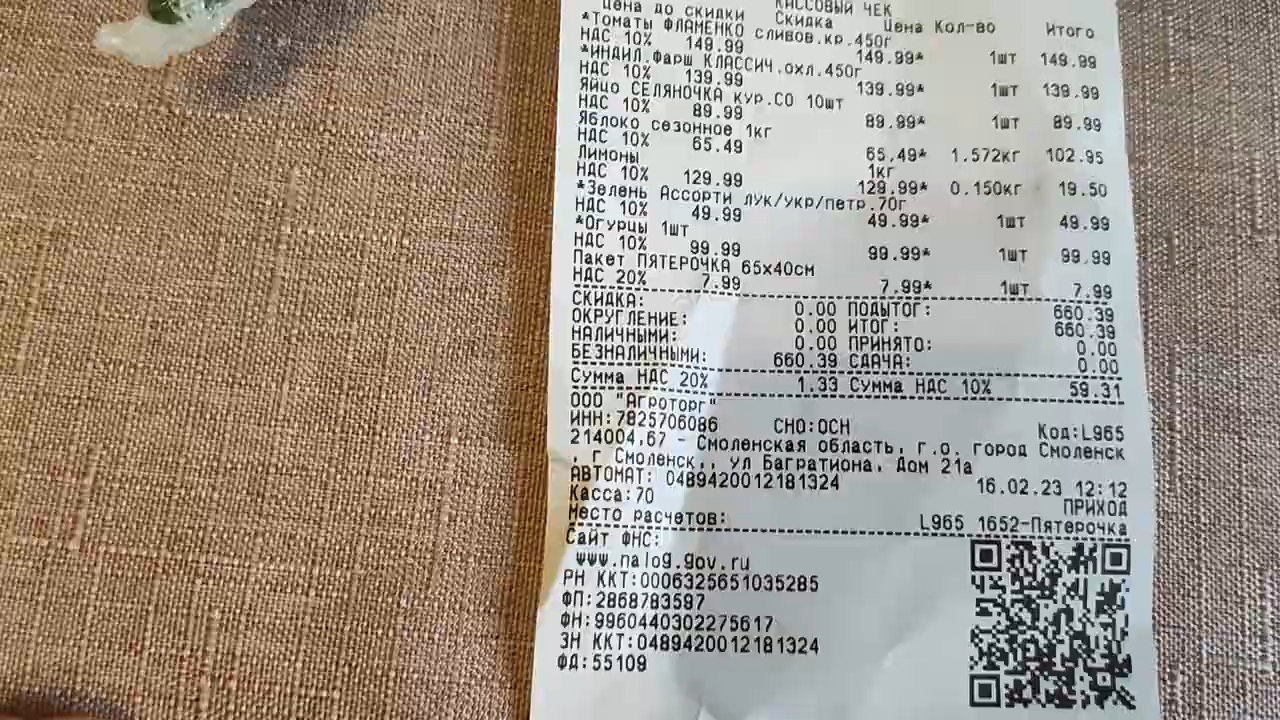 КАССОВЫЙ ЧЕК
Цена до скидки Скидка Цена Кол-во Итого
*Томаты ФЛАМЕНКО сливов.кр.450г
НДС 10% 149.99 149.99* 1шт 149.99
*ИНДИЛ.Фарш КЛАССИЧ.охл.450г
НДС 10% 139.99 139.99* 1шт 139.99
Яйцо СЕЛЯНОЧКА кур.СО 10шт
НДС 10% 89.99 89.99* 1шт 89.99
Яблоко сезонное 1кг
НДС 10% 65.49 65.49* 1.572кг 102.95
Лимоны 1кг
НДС 10% 129.99 129.99* 0.150кг 19.50
*Зелень Ассорти лук/укр/петр.70г
НДС 10% 49.99 49.99* 1шт 49.99
*Огурцы 1шт
НДС 10% 99.99 99.99* 1шт 99.99
Пакет ПЯТЕРОЧКА 65х40см
НДС 20% 7.99 7.99* 1шт 7.99
СКИДКА: 0.00 ПОДЫТОГ: 660.39
ОКРУГЛЕНИЕ: 0.00 ИТОГ: 660.39
НАЛИЧНЫМИ: 0.00 ПРИНЯТО: 0.00
БЕЗНАЛИЧНЫМИ: 660.39 СДАЧА: 0.00
Сумма НДС 20% 1.33 Сумма НДС 10% 59.31
ООО "Агроторг"
ИНН:7825706086 СНО:ОСН Код:L965
214004,67 - Смоленская область, г.о. город Смоленск
, г Смоленск,, ул Багратиона, Дом 21а
АВТОМАТ: 0489420012181324 16.02.23 12:12
Касса:70 ПРИХОД
Место расчетов: L965 1652-Пятерочка
Сайт ФНС:
www.nalog.gov.ru
РН ККТ:0006325651035285
ФП:2868783597
ФН:9960440302275617
ЗН ККТ:0489420012181324
ФД:55109